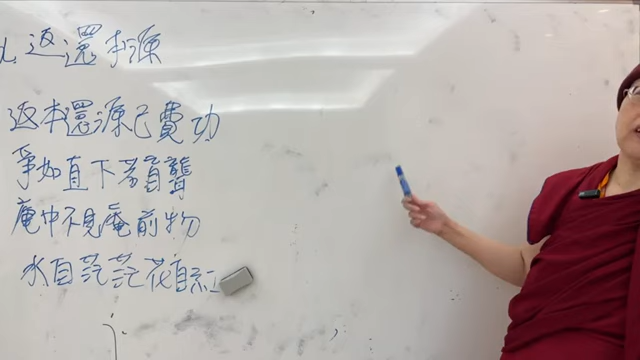 返還本源
返本還源已費功
爭如直下若盲聾
庵中不見庵前物
水自茫茫花自紅